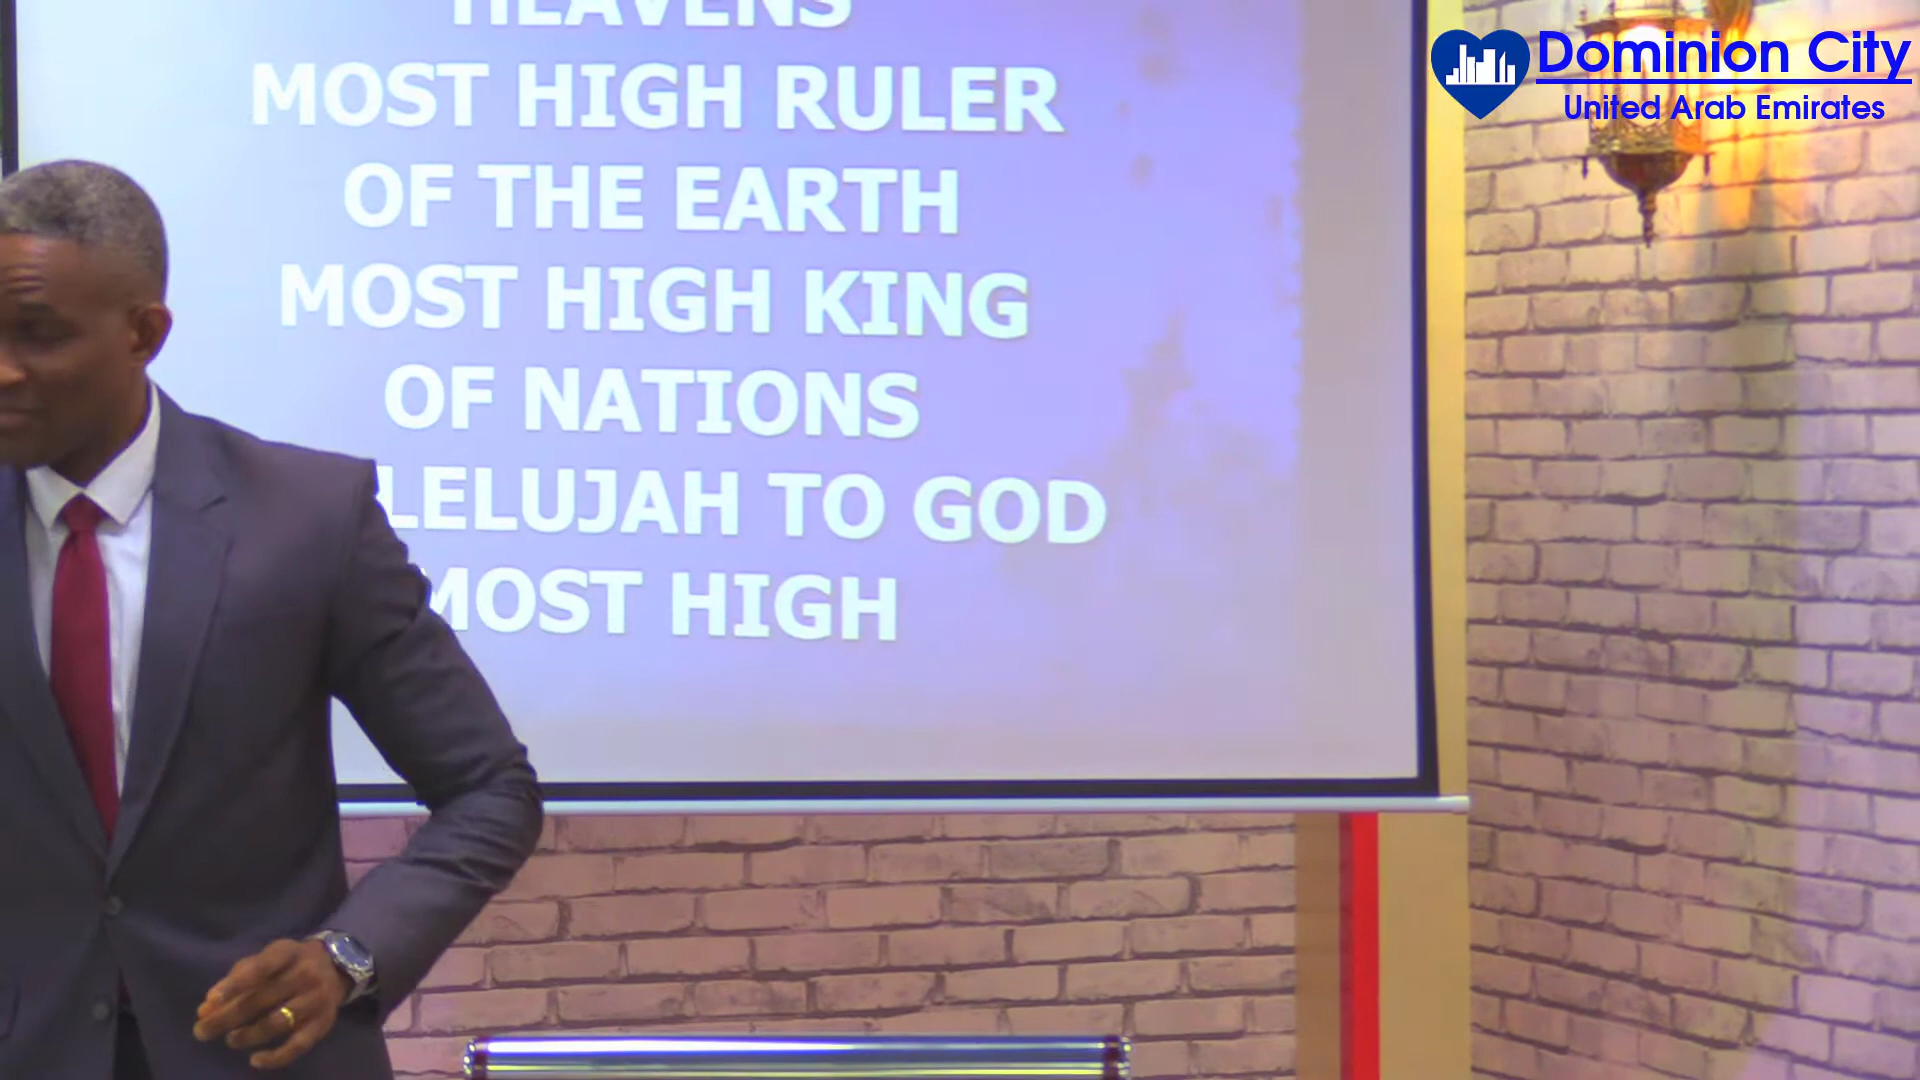 HEAVENS
MOST HIGH RULER
OF THE EARTH
MOST HIGH KING
OF NATIONS
LELUJAH TO GOD
MOST HIGH
Dominion City
United Arab Emirates